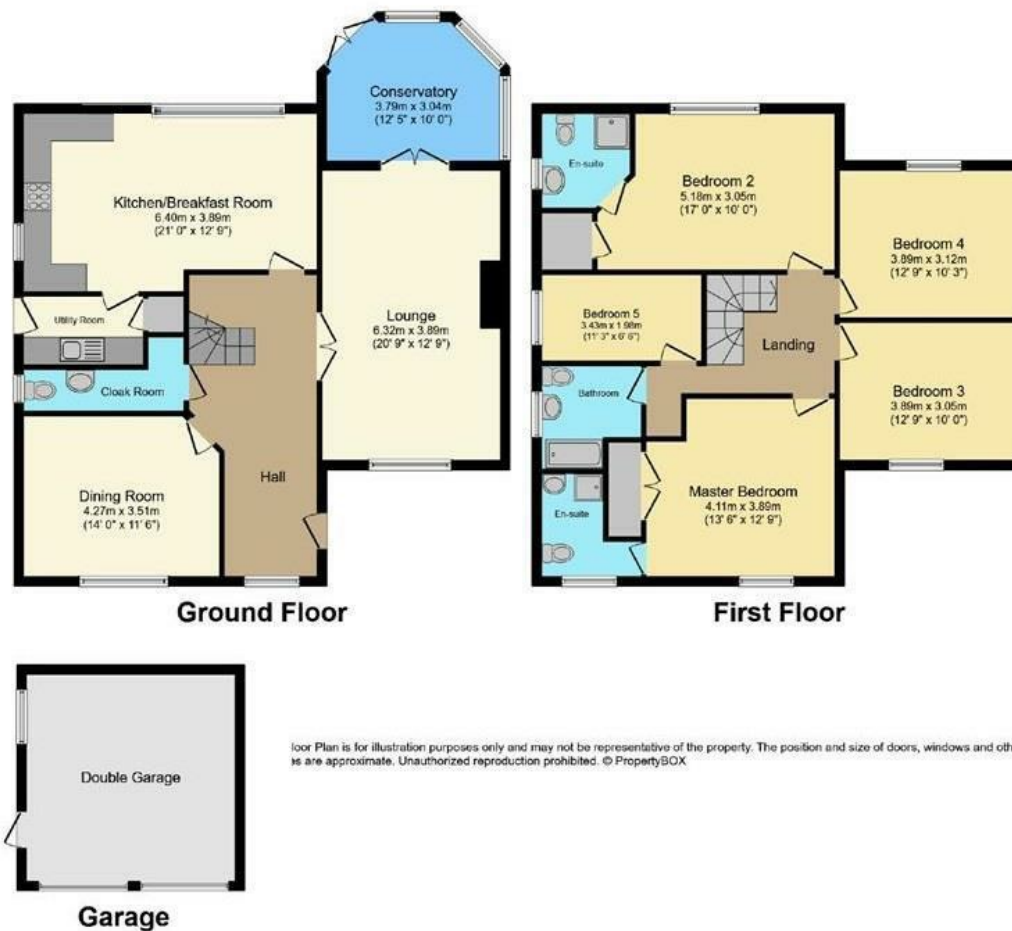 Conservatory
3.79m x 3.04m
(12' 5" x 10' 0")
Kitchen/Breakfast Room
6.40m x 3.89m
(21' 0" x 12' 9")
Utility Room
Lounge
6.32m x 3.89m
(20' 9" x 12' 9")
Cloak Room
Hall
Dining Room
4.27m x 3.51m
(14' 0" x 11' 6")
Ground Floor
En-suite
Bedroom 2
5.18m x 3.05m
(17' 0" x 10' 0")
Bedroom 4
3.89m x 3.12m
(12' 9" x 10' 3")
Bedroom 5
3.43m x 1.98m
(11' 3" x 6' 6")
Landing
Bathroom
Bedroom 3
3.89m x 3.05m
(12' 9" x 10' 0")
Master Bedroom
4.11m x 3.89m
(13' 6" x 12' 9")
En-suite
First Floor
Double Garage
Garage
loor Plan is for illustration purposes only and may not be representative of the property. The position and size of doors, windows and oth
es are approximate. Unauthorized reproduction prohibited. © PropertyBOX